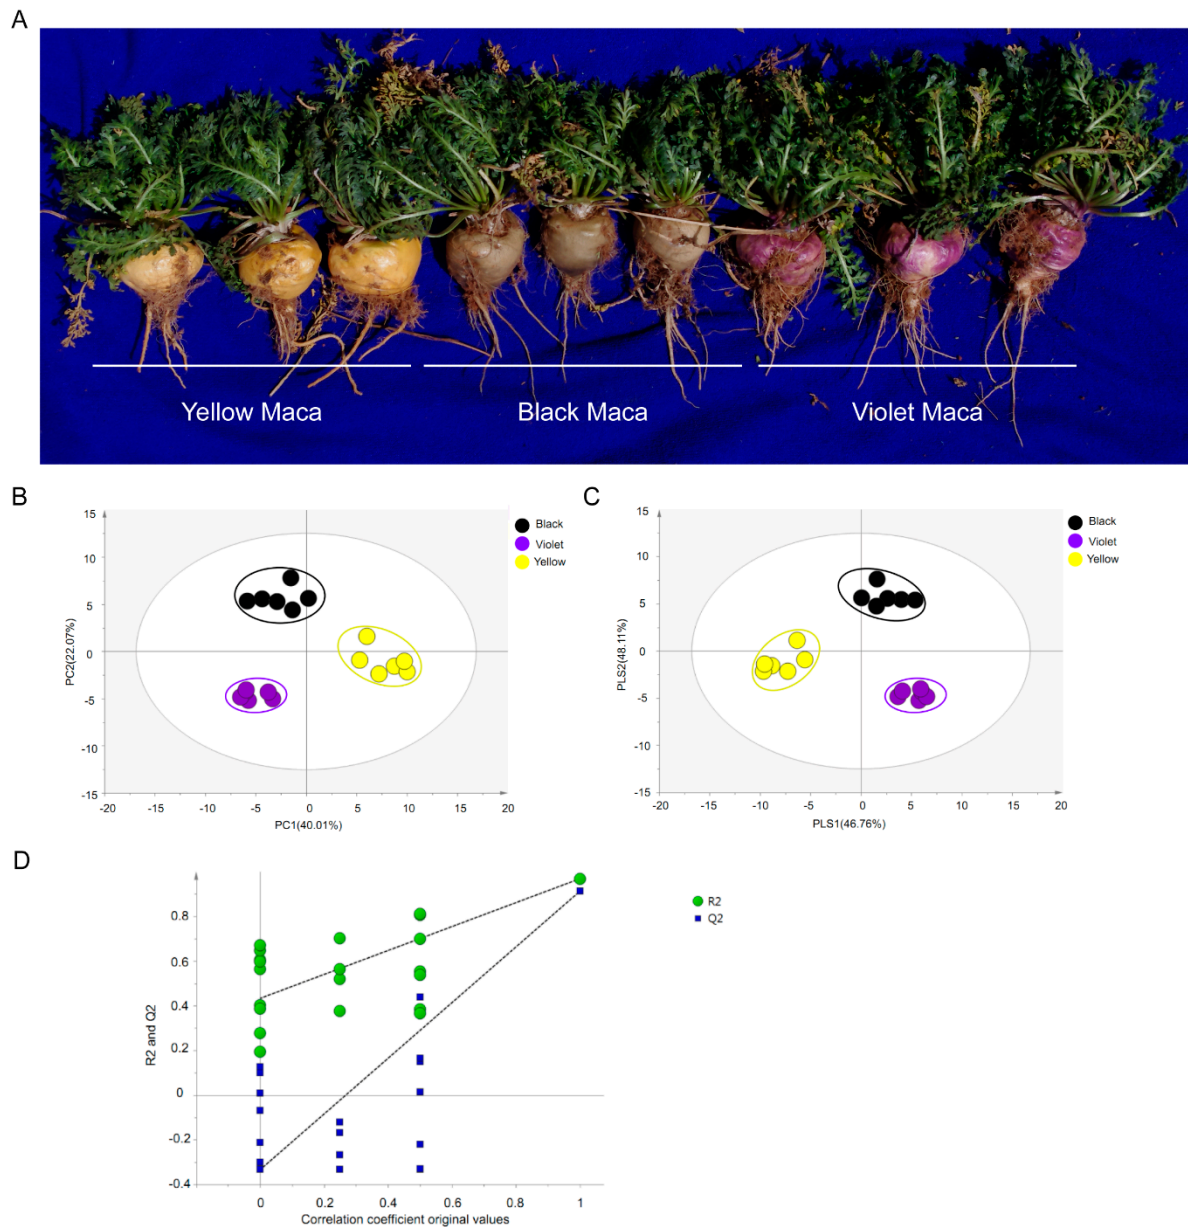 A
Yellow Maca
Black Maca
Violet Maca
B
15
10
5
0
-5
-10
-15
-20
-15
-10
-5
0
5
10
15
20
PC2(22.07%)
PC1(40.01%)
Black
Violet
Yellow
C
15
10
5
0
-5
-10
-15
-20
-15
-10
-5
0
5
10
15
20
PLS2(48.11%)
PLS1(46.76%)
Black
Violet
Yellow
D
0.8
0.6
0.4
0.2
0
-0.2
-0.4
0
0.2
0.4
0.6
0.8
1
R2 and Q2
Correlation coefficient original values
R2
Q2